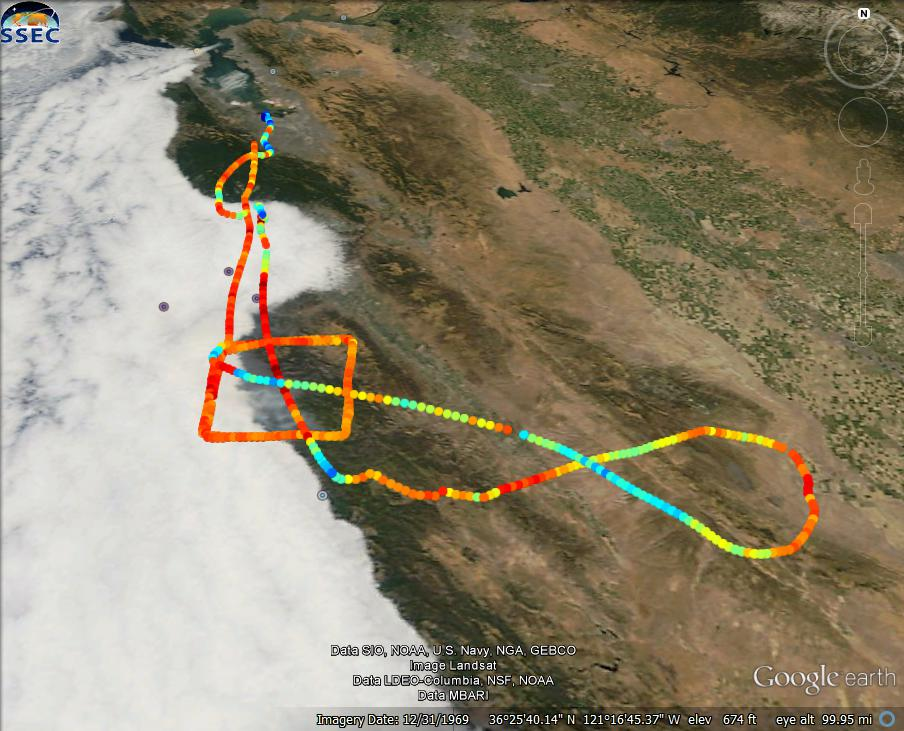 SSEC
N
Data SIO, NOAA, U.S. Navy, NGA, GEBCO
Image Landsat
Data LDEO-Columbia, NSF, NOAA
Data MBARI
Google earth
Imagery Date: 12/31/1969 36°25'40.14" N 121°16'45.37" W elev 674 ft eye alt 99.95 mi